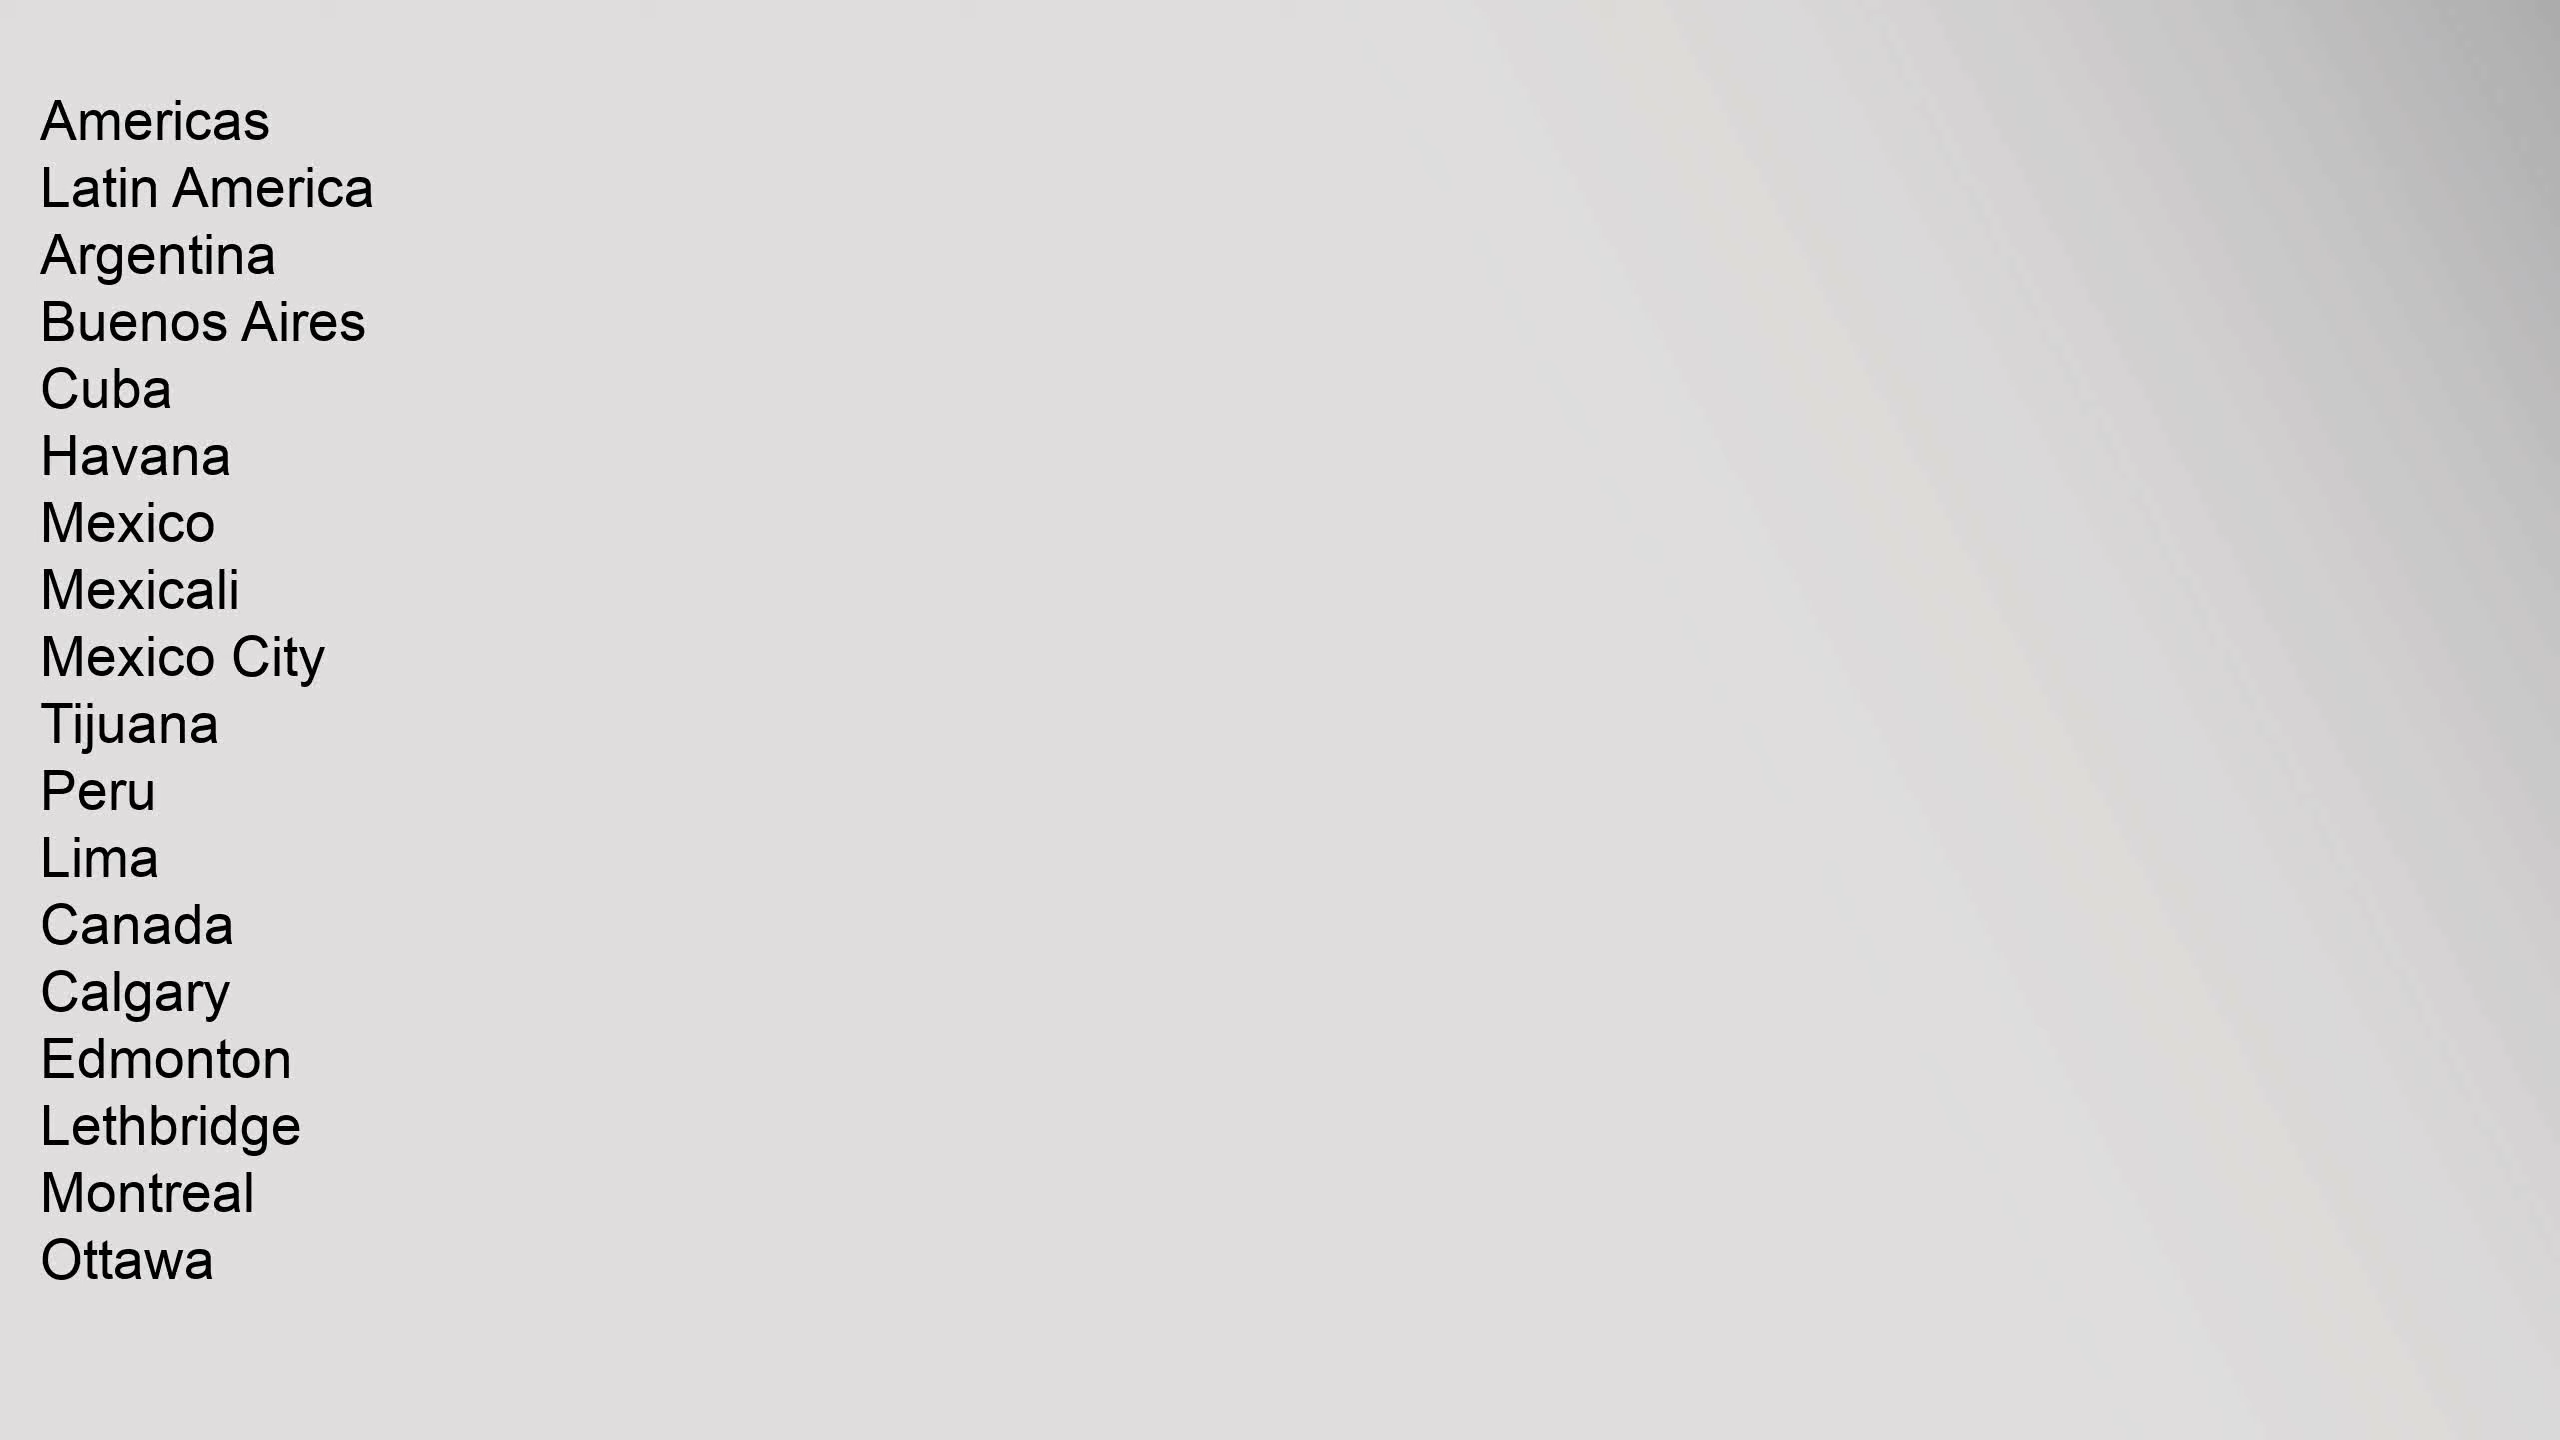 Americas
Latin America
Argentina
Buenos Aires
Cuba
Havana
Mexico
Mexicali
Mexico City
Tijuana
Peru
Lima
Canada
Calgary
Edmonton
Lethbridge
Montreal
Ottawa